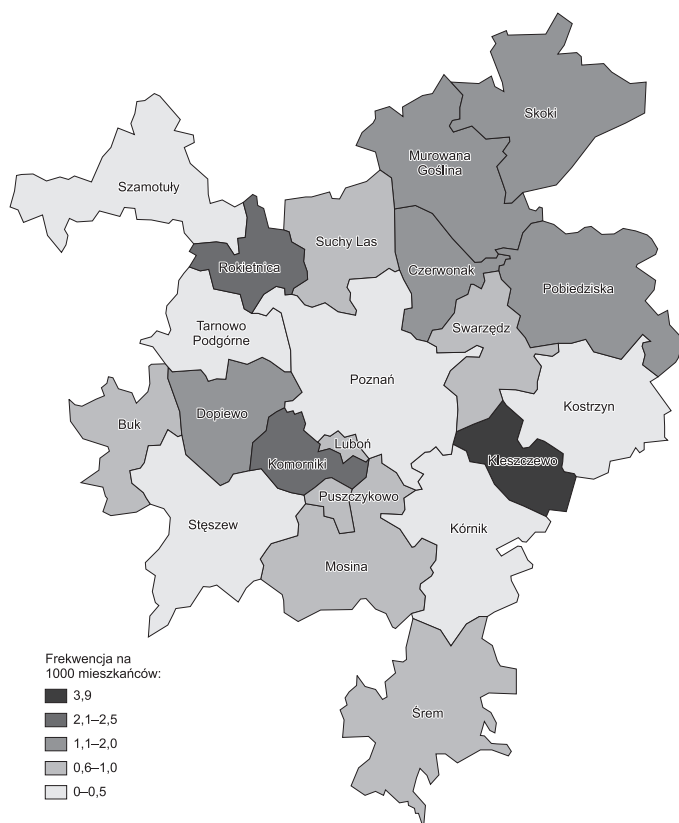 Skoki
Murowana
Goślina
Szamotuły
Suchy Las
Rokietnica
Czerwonak
Pobiedziska
Tarnowo
Podgórne
Swarzędz
Poznań
Kostrzyn
Dopiewo
Buk
Luboń
Kleszczewo
Komorniki
Puszczykowo
Stęszew
Kórnik
Mosina
Śrem
Frekwencja na
1000 mieszkańców:
3,9
2,1–2,5
1,1–2,0
0,6–1,0
0–0,5